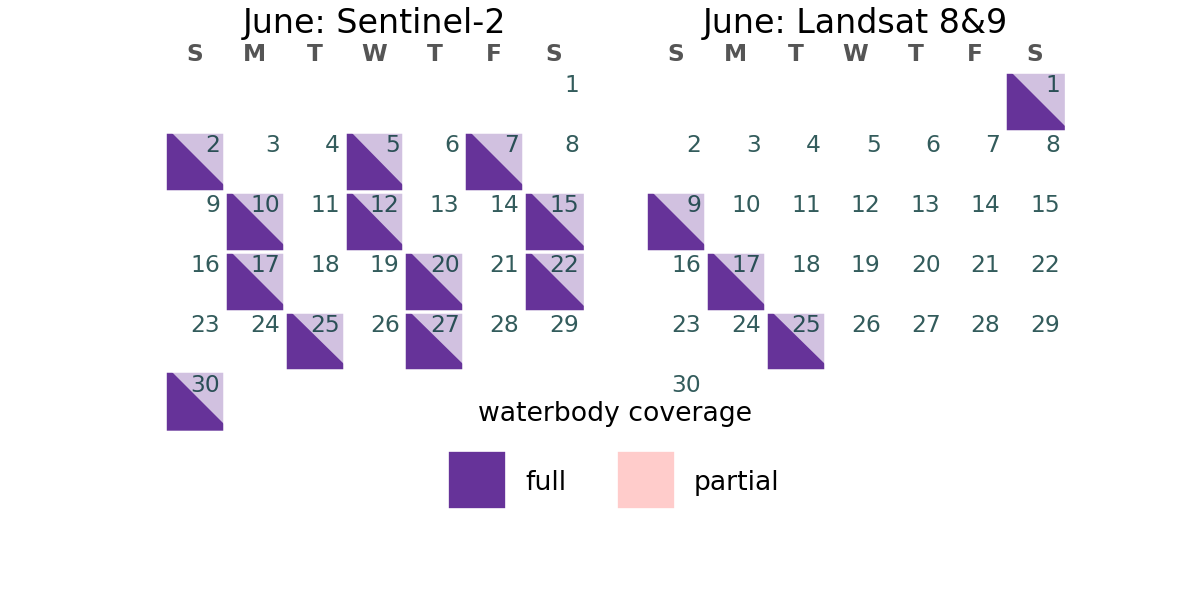 June: Sentinel-2
S M T W T F S
1
2 3 4 5 6 7 8
9 10 11 12 13 14 15
16 17 18 19 20 21 22
23 24 25 26 27 28 29
30
June: Landsat 8&9
S M T W T F S
1
2 3 4 5 6 7 8
9 10 11 12 13 14 15
16 17 18 19 20 21 22
23 24 25 26 27 28 29
30
waterbody coverage
full
partial